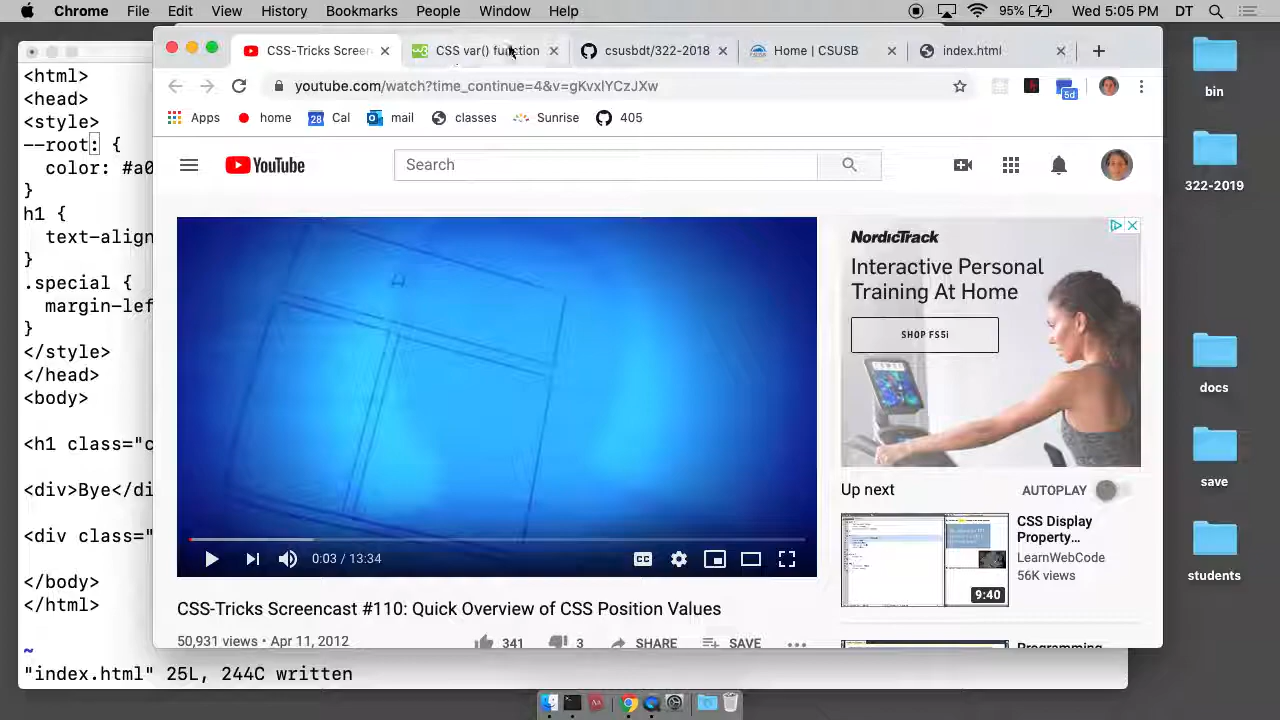 Chrome File Edit View History Bookmarks People Window Help 95% Wed 5:05 PM DT
CSS-Tricks Screen CSS var() function csusbdt/322-2018 Home | CSUSB index.html
youtube.com/watch?time_continue=4&v=gKvxlYCzJXw 5d
Apps home 28 Cal mail classes Sunrise 405
YouTube
Search
<html>
<head>
<style>
--root: {
color: #a0
}
h1 {
text-align
}
.special {
margin-lef
}
</style>
</head>
<body>
<h1 class="c
<div>Bye</di
<div class="
</body>
</html>
~
"index.html" 25L, 244C written
0:03 / 13:34
CC
CSS-Tricks Screencast #110: Quick Overview of CSS Position Values
50,931 views • Apr 11, 2012
341 3 SHARE SAVE
NordicTrack
Interactive Personal
Training At Home
SHOP FS5i
Up next AUTOPLAY
CSS Display
Property...
LearnWebCode
56K views
9:40
Programming
bin
322-2019
docs
save
students